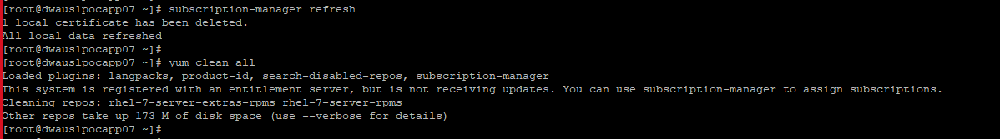 [root@dwauslpocapp07 ~]# subscription-manager refresh
1 local certificate has been deleted.
All local data refreshed
[root@dwauslpocapp07 ~]#
[root@dwauslpocapp07 ~]# yum clean all
Loaded plugins: langpacks, product-id, search-disabled-repos, subscription-manager
This system is registered with an entitlement server, but is not receiving updates. You can use subscription-manager to assign subscriptions.
Cleaning repos: rhel-7-server-extras-rpms rhel-7-server-rpms
Other repos take up 173 M of disk space (use --verbose for details)
[root@dwauslpocapp07 ~]#